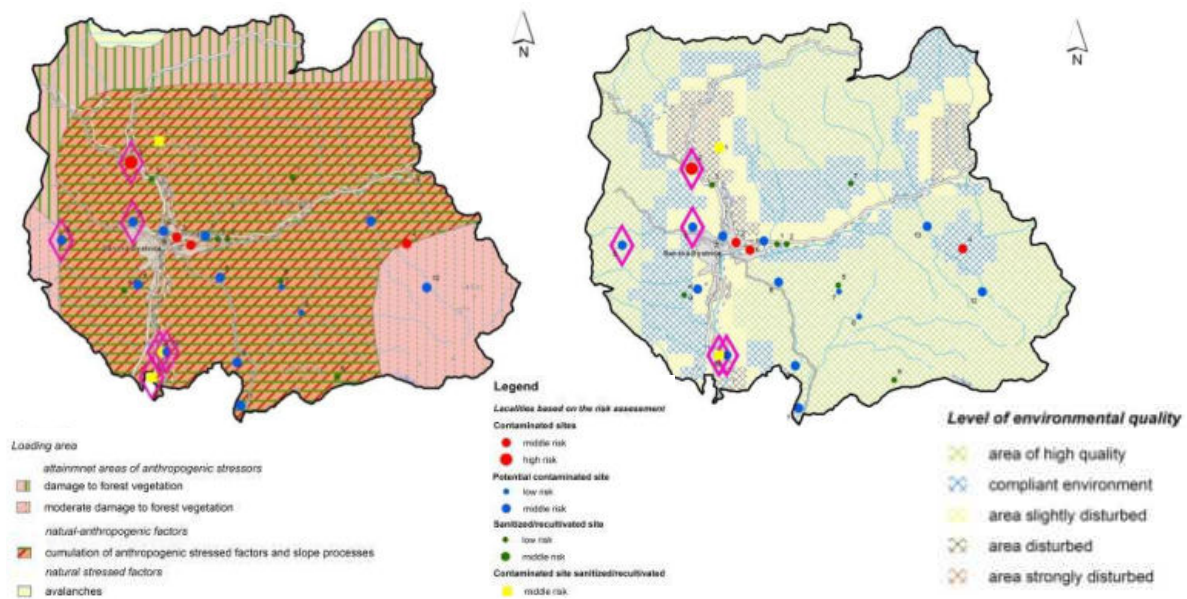 N
N
Loading area
attainmnet areas of anthropogenic stressors
damage to forest vegetation
moderate damage to forest vegetation
natual-anthropogenic factors
cumulation of anthropogenic stressed factors and slope processes
natural stressed factors
avalanches
Legend
Localities based on the risk assessment
Contaminated sites
middle risk
high risk
Potential contaminated site
low risk
middle risk
Sanitized/recultivated site
low risk
middle risk
Contaminated site sanitized/recultivated
middle risk
Level of environmental quality
area of high quality
compliant environment
area slightly disturbed
area disturbed
area strongly disturbed